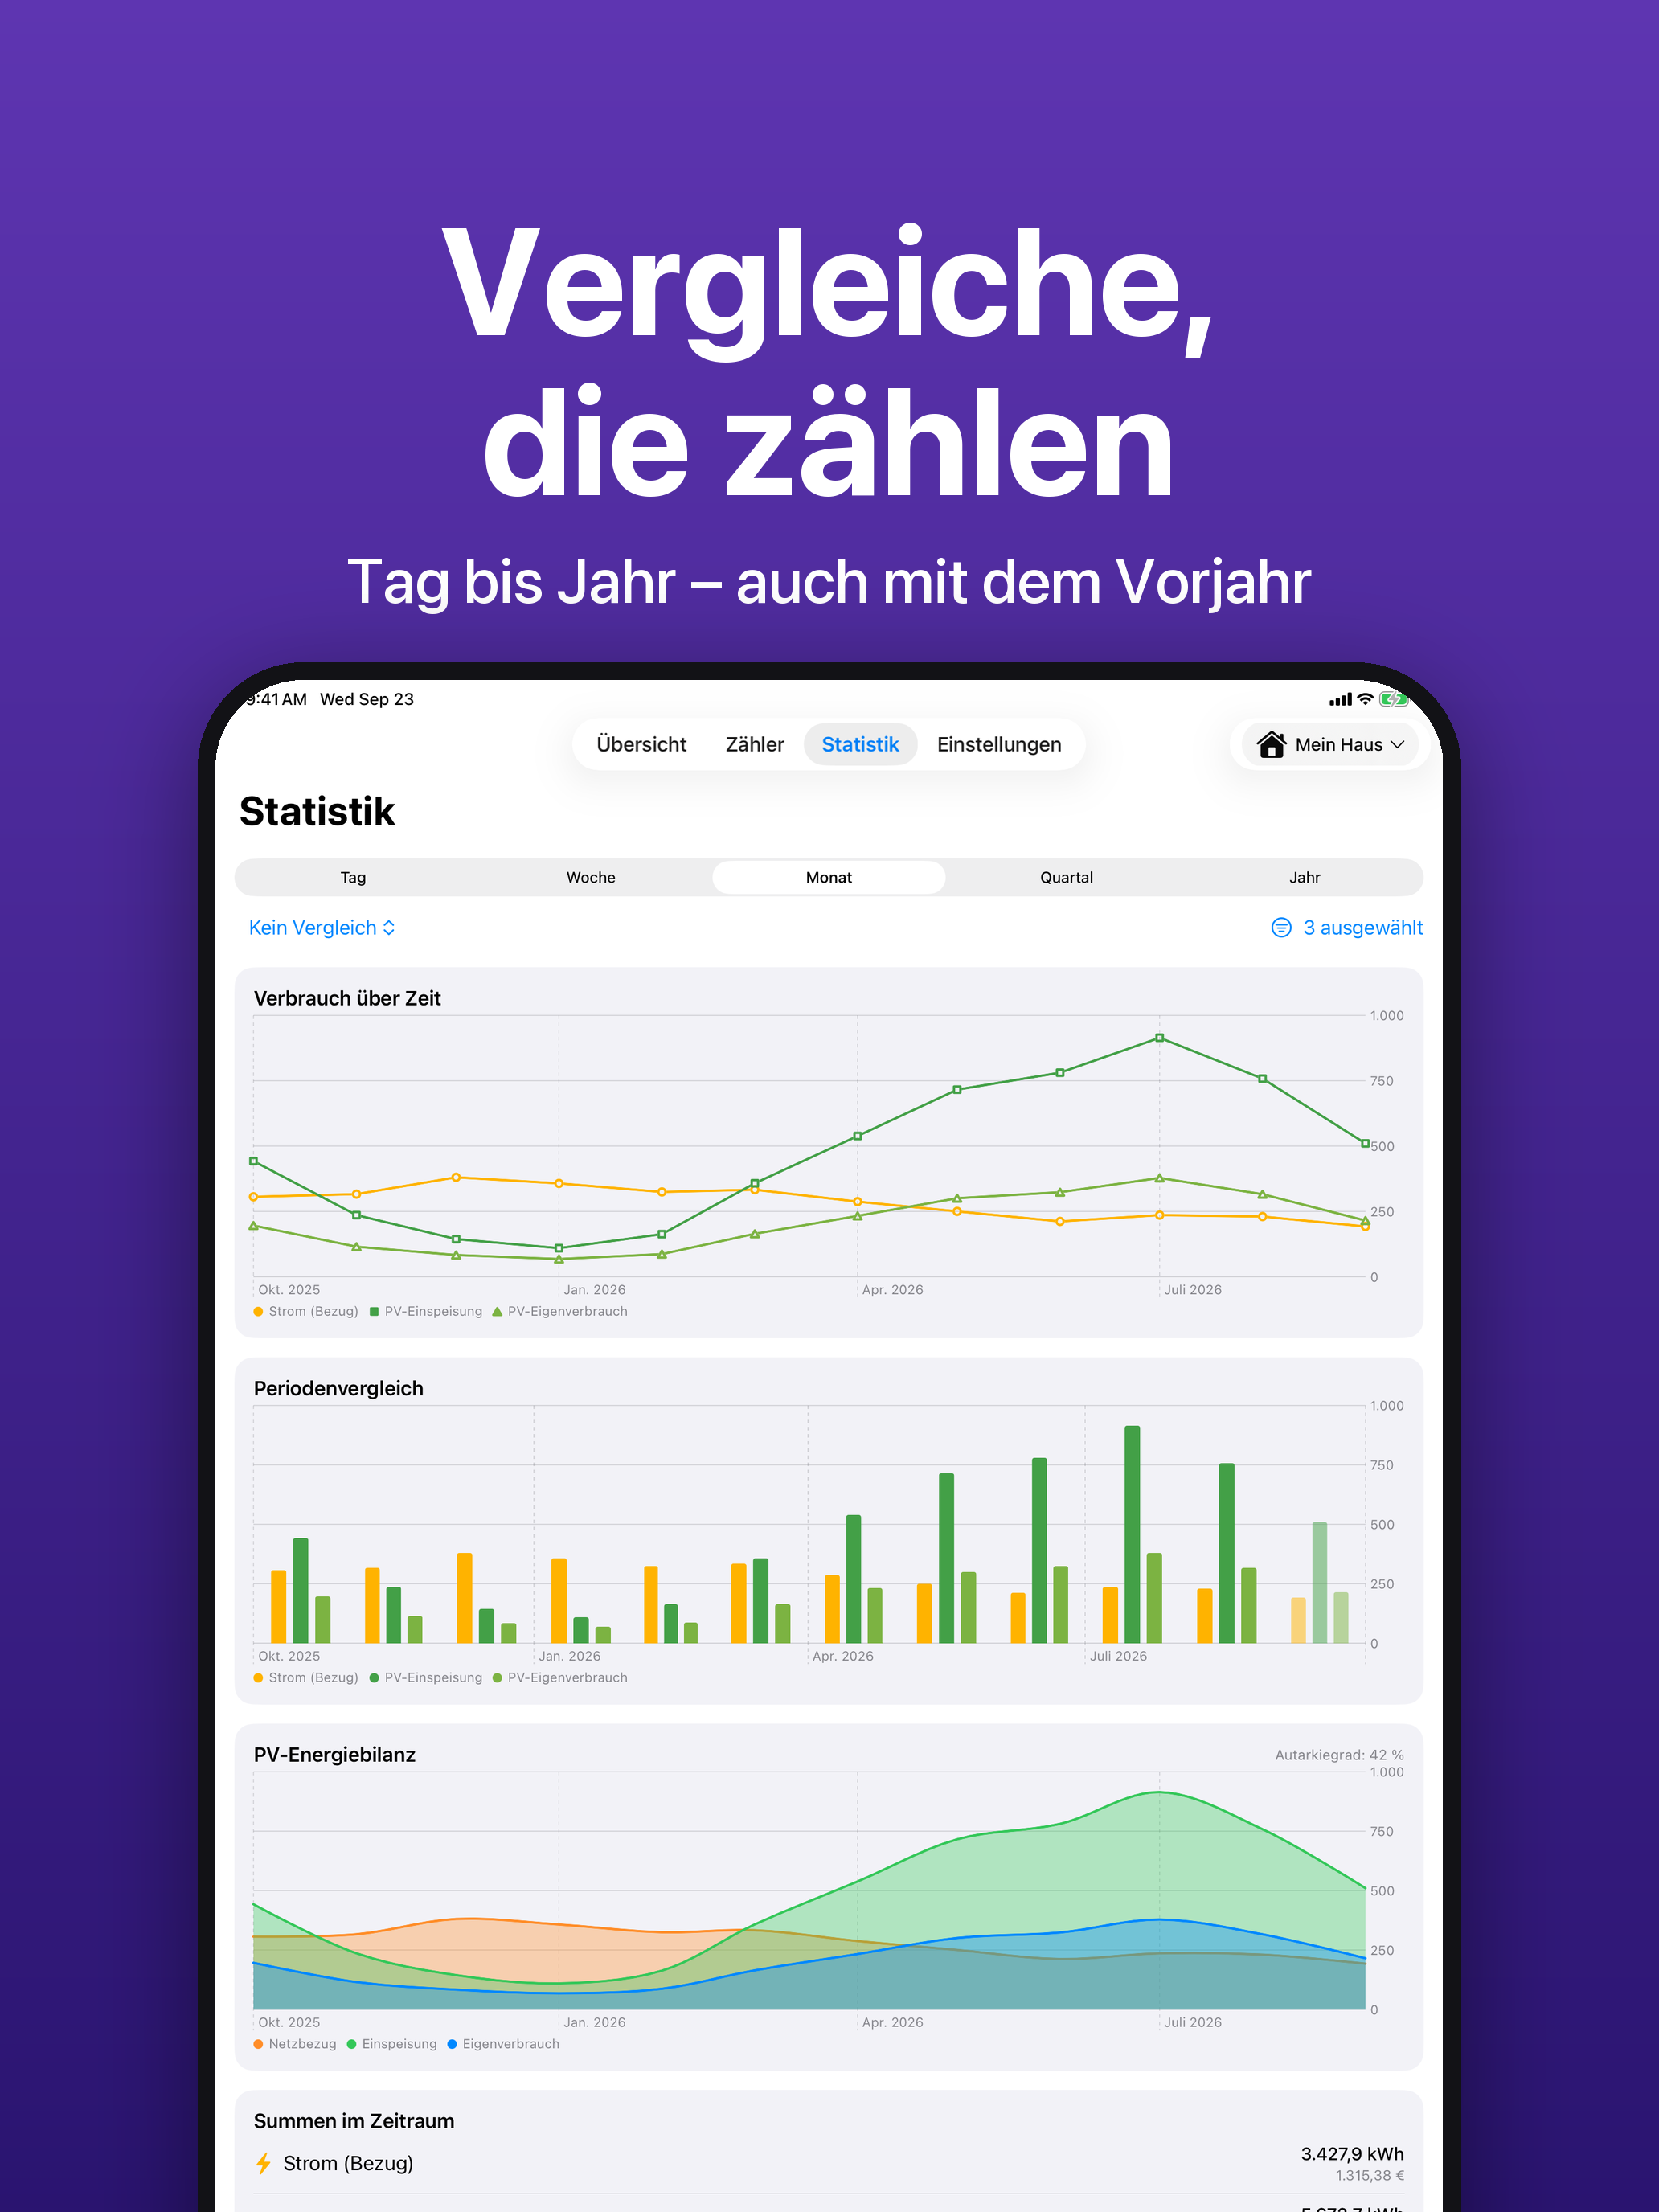 Vergleiche,
die zählen
Tag bis Jahr – auch mit dem Vorjahr
9:41 AM Wed Sep 23
Übersicht Zähler Statistik Einstellungen Mein Haus
Statistik
Tag Woche Monat Quartal Jahr
Kein Vergleich 3 ausgewählt
Verbrauch über Zeit
1.000
750
500
250
0
Okt. 2025 Jan. 2026 Apr. 2026 Juli 2026
Strom (Bezug) PV-Einspeisung PV-Eigenverbrauch
Periodenvergleich
1.000
750
500
250
0
Okt. 2025 Jan. 2026 Apr. 2026 Juli 2026
Strom (Bezug) PV-Einspeisung PV-Eigenverbrauch
PV-Energiebilanz Autarkiegrad: 42 %
1.000
750
500
250
0
Okt. 2025 Jan. 2026 Apr. 2026 Juli 2026
Netzbezug Einspeisung Eigenverbrauch
Summen im Zeitraum
Strom (Bezug) 3.427,9 kWh
1.315,38 €